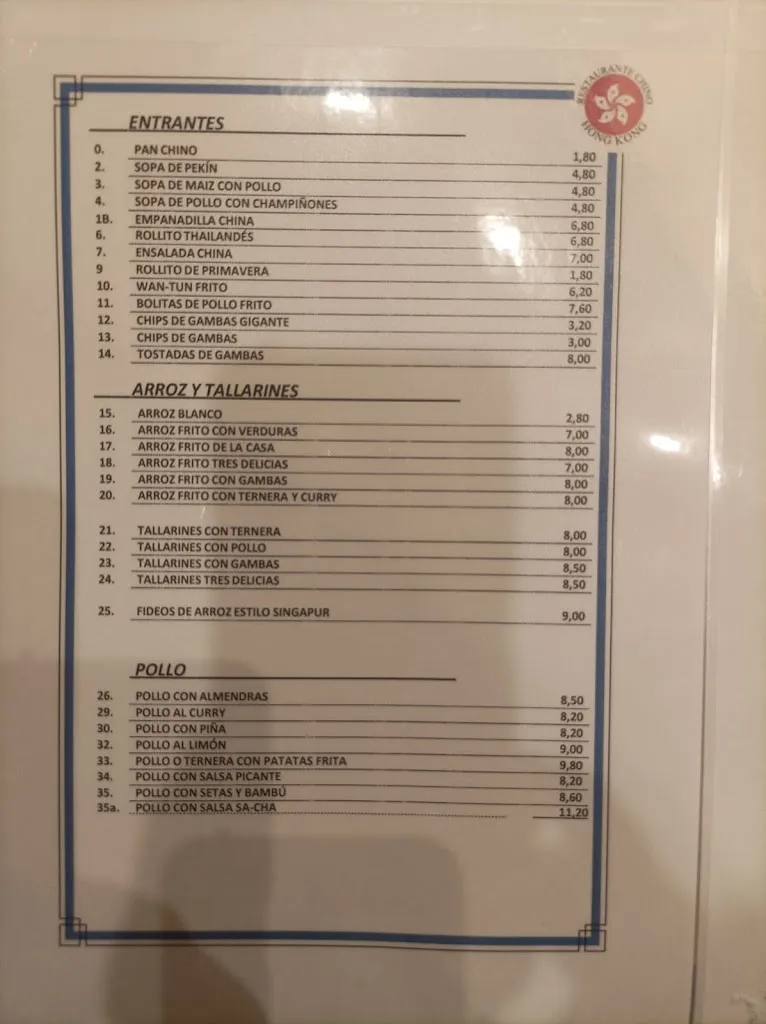 RESTAURANTE CHINO
HONG KONG
ENTRANTES
0. PAN CHINO 1,80
2. SOPA DE PEKÍN 4,80
3. SOPA DE MAIZ CON POLLO 4,80
4. SOPA DE POLLO CON CHAMPIÑONES 4,80
1B. EMPANADILLA CHINA 6,80
6. ROLLITO THAILANDÉS 6,80
7. ENSALADA CHINA 7,00
9 ROLLITO DE PRIMAVERA 1,80
10. WAN-TUN FRITO 6,20
11. BOLITAS DE POLLO FRITO 7,60
12. CHIPS DE GAMBAS GIGANTE 3,20
13. CHIPS DE GAMBAS 3,00
14. TOSTADAS DE GAMBAS 8,00
ARROZ Y TALLARINES
15. ARROZ BLANCO 2,80
16. ARROZ FRITO CON VERDURAS 7,00
17. ARROZ FRITO DE LA CASA 8,00
18. ARROZ FRITO TRES DELICIAS 7,00
19. ARROZ FRITO CON GAMBAS 8,00
20. ARROZ FRITO CON TERNERA Y CURRY 8,00
21. TALLARINES CON TERNERA 8,00
22. TALLARINES CON POLLO 8,00
23. TALLARINES CON GAMBAS 8,50
24. TALLARINES TRES DELICIAS 8,50
25. FIDEOS DE ARROZ ESTILO SINGAPUR 9,00
POLLO
26. POLLO CON ALMENDRAS 8,50
29. POLLO AL CURRY 8,20
30. POLLO CON PIÑA 8,20
32. POLLO AL LIMÓN 9,00
33. POLLO O TERNERA CON PATATAS FRITA 9,80
34. POLLO CON SALSA PICANTE 8,20
35. POLLO CON SETAS Y BAMBÚ 8,60
35a. POLLO CON SALSA SA-CHA 11,20